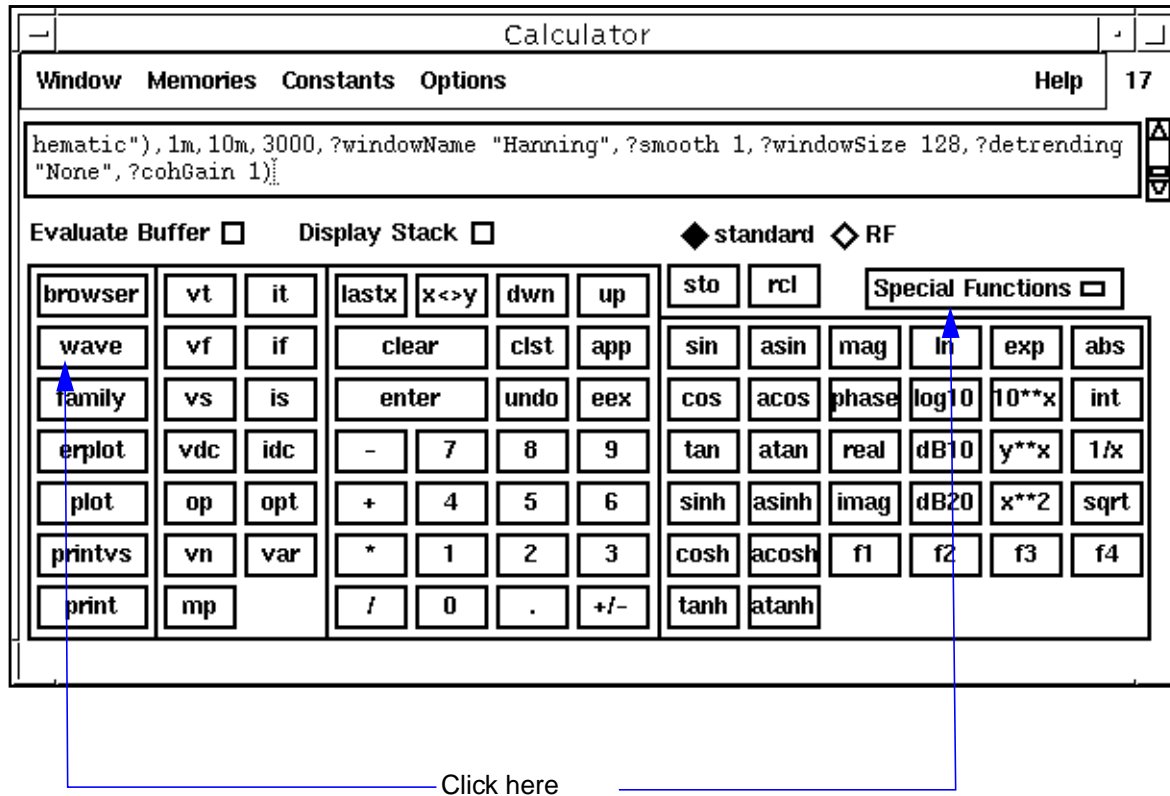 Calculator
Window Memories Constants Options Help 17
hematic"),1m,10m,3000,?windowName "Hanning",?smooth 1,?windowSize 128,?detrending
"None",?cohGain 1)
Evaluate Buffer Display Stack standard RF
browser vt it lastx x<>y dwn up sto rcl Special Functions
wave vf if clear clst app sin asin mag ln exp abs
family vs is enter undo eex cos acos phase log10 10**x int
erplot vdc idc - 7 8 9 tan atan real dB10 y**x 1/x
plot op opt + 4 5 6 sinh asinh imag dB20 x**2 sqrt
printvs vn var * 1 2 3 cosh acosh f1 f2 f3 f4
print mp / 0 . +/- tanh atanh
Click here